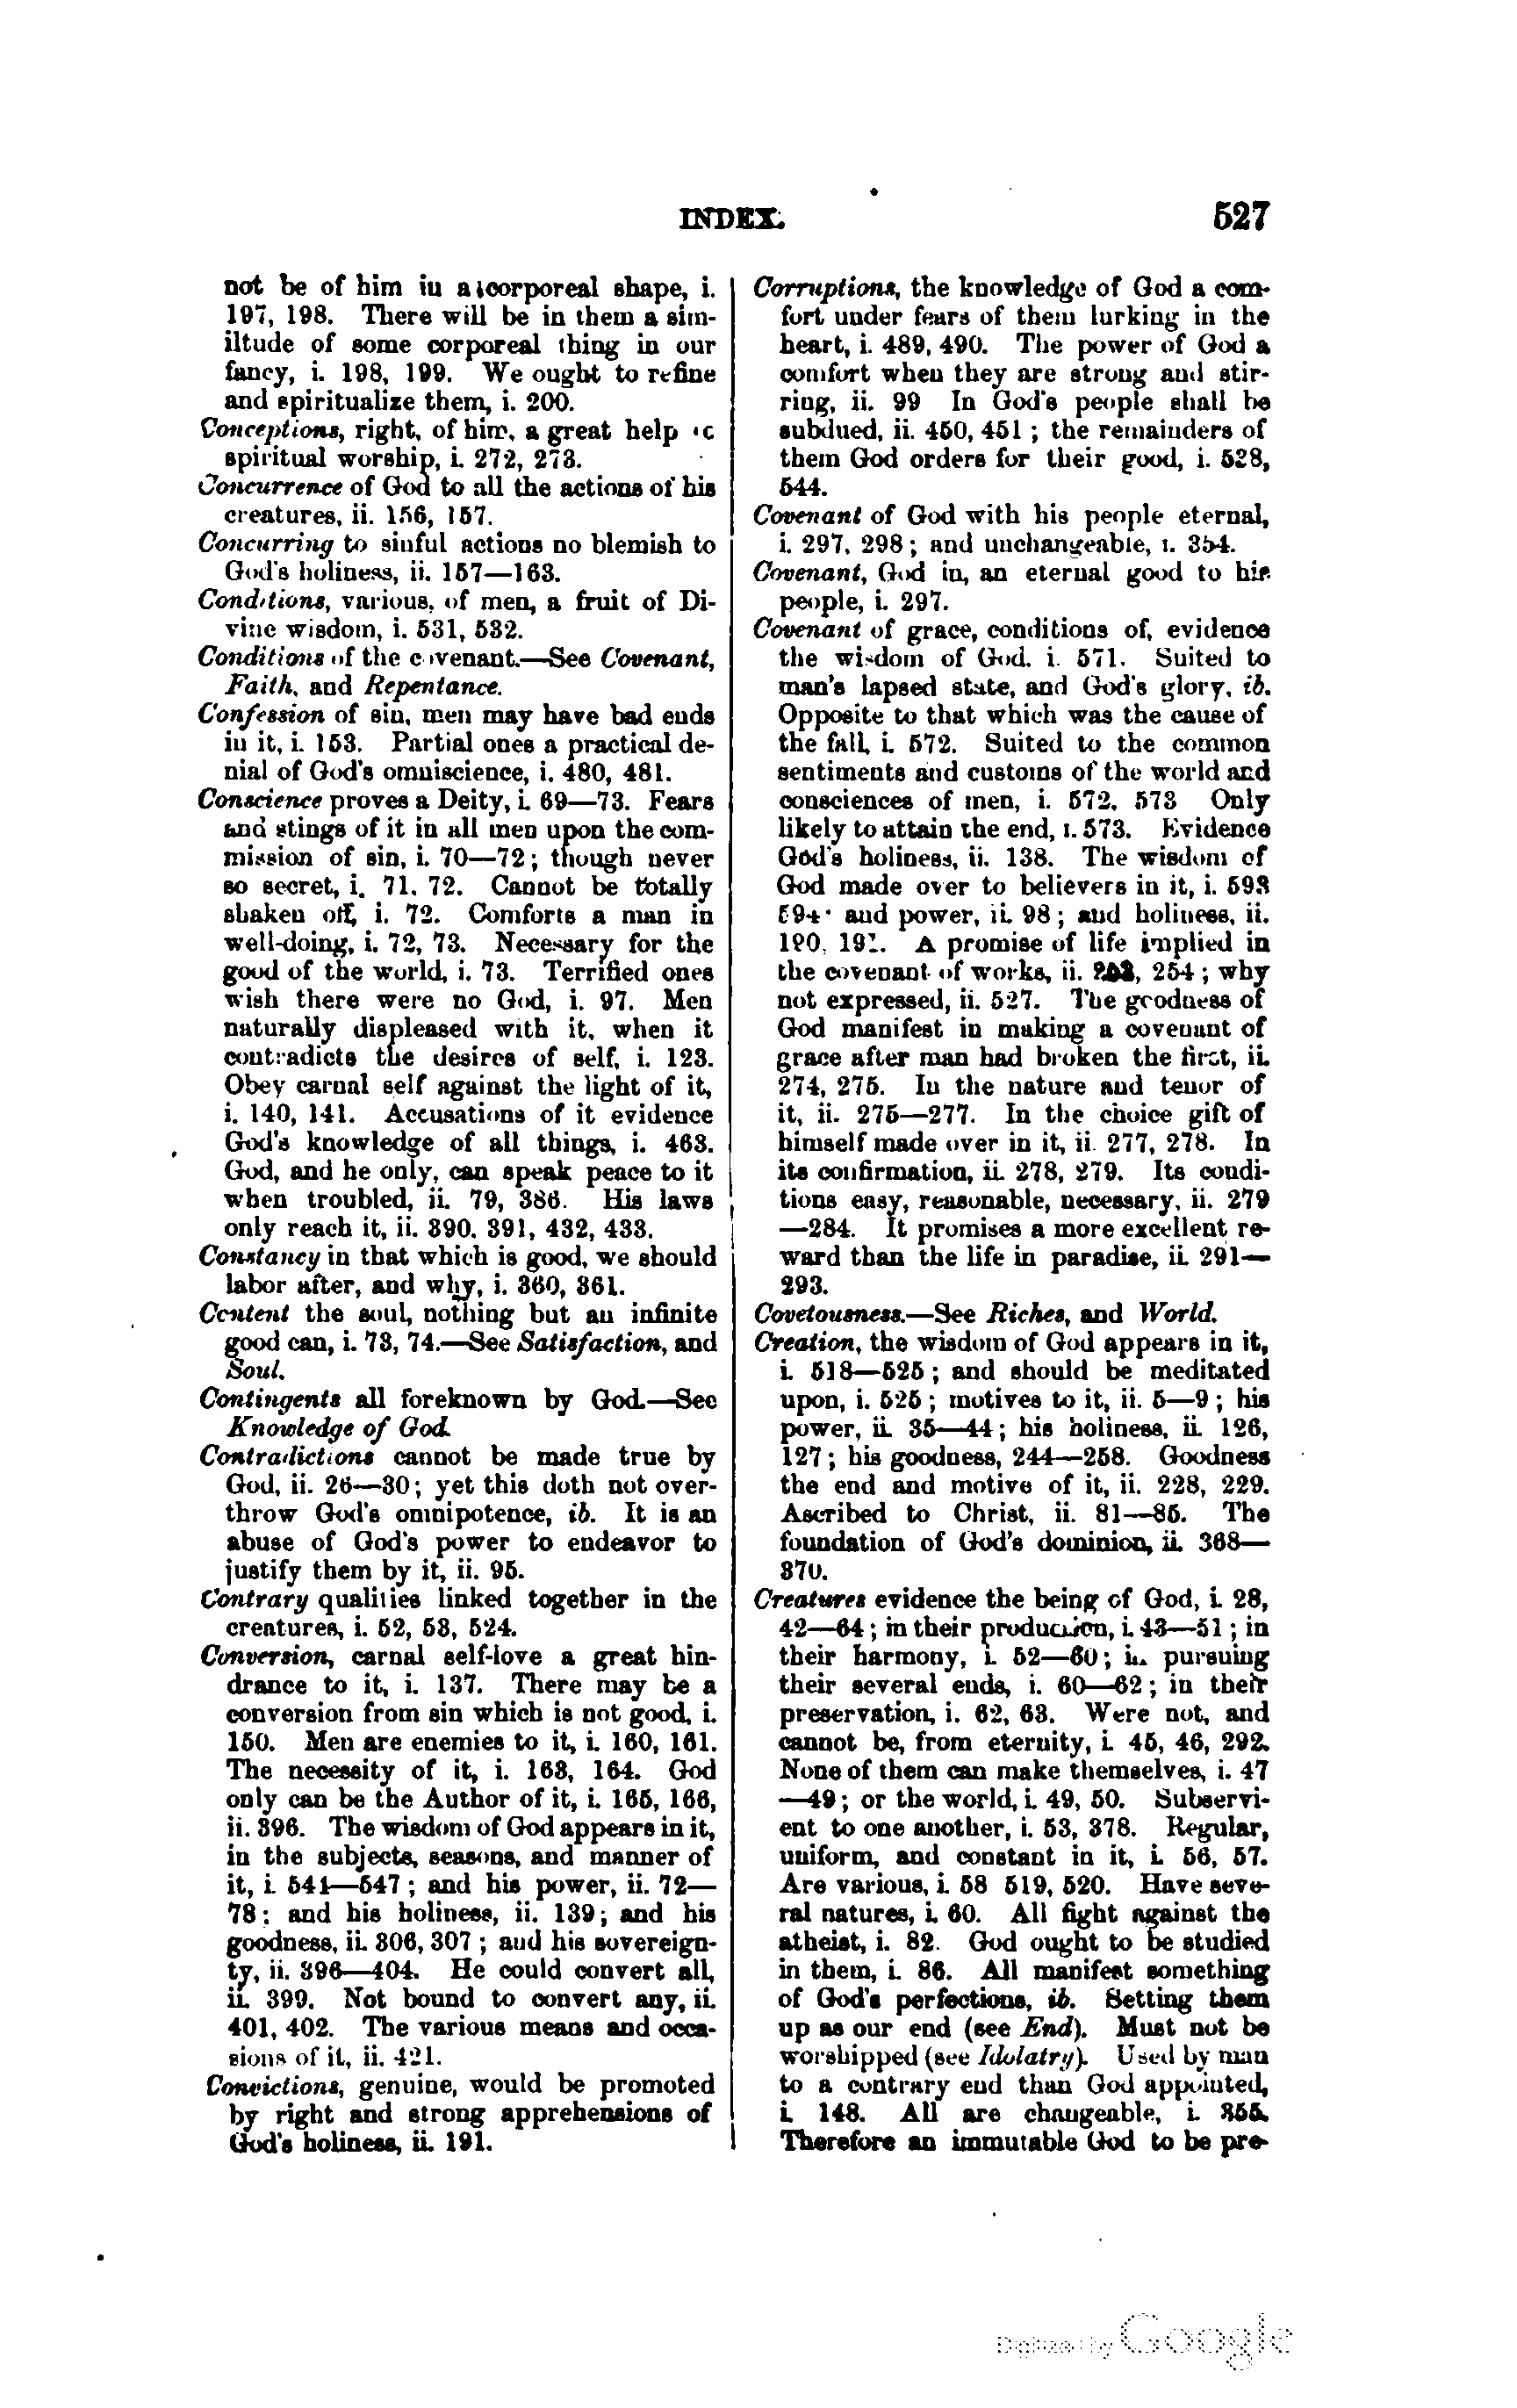 INDEX.
527
not be of him in a corporeal shape, i.
197, 198. There will be in them a sim-
iltude of some corporeal thing in our
fancy, i. 198, 199. We ought to refine
and spiritualize them, i. 200.
Conceptions, right, of him, a great help
spiritual worship, i. 272, 273.
Concurrence of God to all the actions of his
creatures, ii. 156, 157.
Concurring to sinful actions no blemish to
God's holiness, ii. 157—163.
Conditions, various, of men, a fruit of Di-
vine wisdom, i. 531, 532.
Conditions of the covenant.—See Covenant,
Faith, and Repentance.
Confession of sin, men may have bad ends
in it, i. 153. Partial ones a practical de-
nial of God's omniscience, i. 480, 481.
Conscience proves a Deity, i. 69—73. Fears
and stings of it in all men upon the com-
mission of sin, i. 70—72; though never
so secret, i. 71, 72. Cannot be totally
shaken off, i. 72. Comforts a man in
well-doing, i. 72, 73. Necessary for the
good of the world, i. 73. Terrified ones
wish there were no God, i. 97. Men
naturally displeased with it, when it
contradicts the desires of self, i. 123.
Obey carnal self against the light of it,
i. 140, 141. Accusations of it evidence
God's knowledge of all things, i. 463.
God, and he only, can speak peace to it
when troubled, ii. 79, 386. His laws
only reach it, ii. 390, 391, 432, 433.
Constancy in that which is good, we should
labor after, and why, i. 360, 361.
Content the soul, nothing but an infinite
good can, i. 73, 74.—See Satisfaction, and
Soul.
Contingents all foreknown by God.—See
Knowledge of God.
Contradictions cannot be made true by
God, ii. 26—30; yet this doth not over-
throw God's omnipotence, ib. It is an
abuse of God's power to endeavor to
justify them by it, ii. 95.
Contrary qualities linked together in the
creatures, i. 52, 53, 524.
Conversion, carnal self-love a great hin-
drance to it, i. 137. There may be a
conversion from sin which is not good, i.
150. Men are enemies to it, i. 160, 161.
The necessity of it, i. 163, 164. God
only can be the Author of it, i. 165, 166,
ii. 396. The wisdom of God appears in it,
in the subjects, seasons, and manner of
it, i. 541—547; and his power, ii. 72—
78; and his holiness, ii. 139; and his
goodness, ii. 306, 307; and his sovereign-
ty, ii. 396—404. He could convert all,
ii. 399. Not bound to convert any, ii.
401, 402. The various means and occa-
sions of it, ii. 421.
Convictions, genuine, would be promoted
by right and strong apprehensions of
God's holiness, ii. 191.
Corruptions, the knowledge of God a com-
fort under fears of them lurking in the
heart, i. 489, 490. The power of God a
comfort when they are strong and stir-
ring, ii. 99 In God's people shall be
subdued, ii. 450, 451; the remainders of
them God orders for their good, i. 528,
544.
Covenant of God with his people eternal,
i. 297, 298; and unchangeable, i. 354.
Covenant, God in, an eternal good to his
people, i. 297.
Covenant of grace, conditions of, evidence
the wisdom of God, i. 571. Suited to
man's lapsed state, and God's glory, ib.
Opposite to that which was the cause of
the fall, i. 572. Suited to the common
sentiments and customs of the world and
consciences of men, i. 572, 573 Only
likely to attain the end, i. 573. Evidence
God's holiness, ii. 138. The wisdom of
God made over to believers in it, i. 593
594; and power, ii. 98; and holiness, ii.
190, 191. A promise of life implied in
the covenant of works, ii. 253, 254; why
not expressed, ii. 527. The goodness of
God manifest in making a covenant of
grace after man had broken the first, ii.
274, 275. In the nature and tenor of
it, ii. 275—277. In the choice gift of
himself made over in it, ii. 277, 278. In
its confirmation, ii. 278, 279. Its condi-
tions easy, reasonable, necessary, ii. 279
—284. It promises a more excellent re-
ward than the life in paradise, ii. 291—
293.
Covetousness.—See Riches, and World.
Creation, the wisdom of God appears in it,
i. 518—525; and should be meditated
upon, i. 525; motives to it, ii. 5—9; his
power, ii. 35—44; his holiness, ii. 126,
127; his goodness, 244—258. Goodness
the end and motive of it, ii. 228, 229.
Ascribed to Christ, ii. 81—85. The
foundation of God's dominion, ii. 368—
370.
Creatures evidence the being of God, i. 28,
42—64; in their production, i. 43—51; in
their harmony, i. 52—60; in pursuing
their several ends, i. 60—62; in their
preservation, i. 62, 63. Were not, and
cannot be, from eternity, i. 45, 46, 292.
None of them can make themselves, i. 47
—49; or the world, i. 49, 50. Subservi-
ent to one another, i. 53, 378. Regular,
uniform, and constant in it, i. 56, 57.
Are various, i. 58 519, 520. Have seve-
ral natures, i. 60. All fight against the
atheist, i. 82. God ought to be studied
in them, i. 86. All manifest something
of God's perfections, ib. Setting them
up as our end (see End). Must not be
worshipped (see Idolatry). Used by man
to a contrary end than God appointed,
i. 148. All are changeable, i. 355.
Therefore an immutable God to be pre-
Digitized by Google